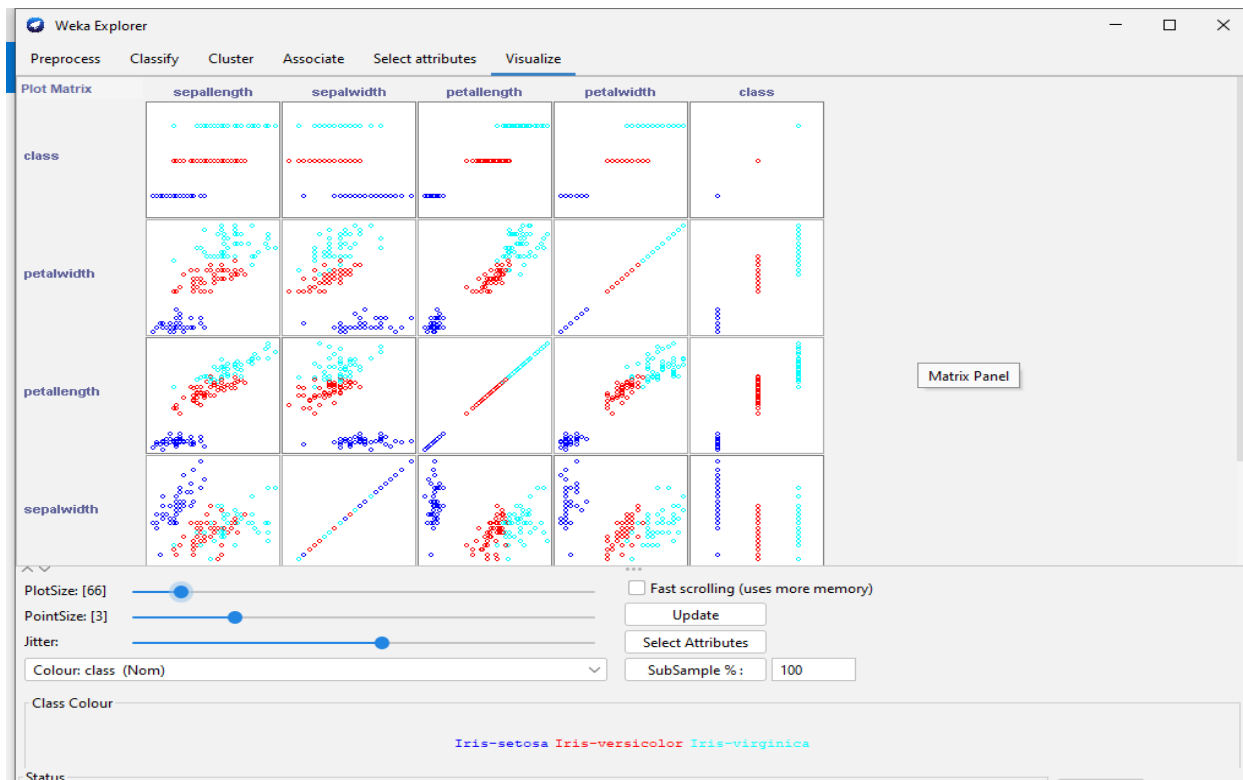 Weka Explorer
Preprocess Classify Cluster Associate Select attributes Visualize
Plot Matrix sepallength sepalwidth petallength petalwidth class
class
petalwidth
petallength
Matrix Panel
sepalwidth
PlotSize: [66] Fast scrolling (uses more memory)
PointSize: [3] Update
Jitter: Select Attributes
Colour: class (Nom) SubSample % : 100
Class Colour
Iris-setosa Iris-versicolor Iris-virginica
Status